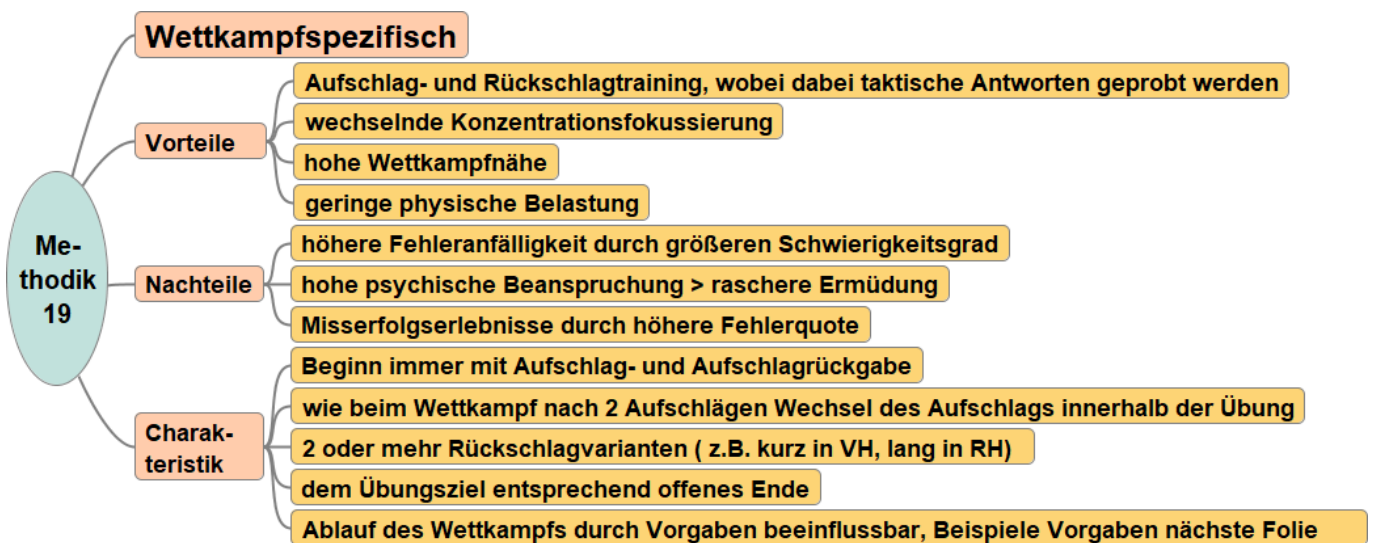 Wettkampfspezifisch
Aufschlag- und Rückschlagtraining, wobei dabei taktische Antworten geprobt werden
wechselnde Konzentrationsfokussierung
Vorteile
hohe Wettkampfnähe
geringe physische Belastung
Me-
thodik
19
höhere Fehleranfälligkeit durch größeren Schwierigkeitsgrad
Nachteile
hohe psychische Beanspruchung > raschere Ermüdung
Misserfolgserlebnisse durch höhere Fehlerquote
Beginn immer mit Aufschlag- und Aufschlagrückgabe
wie beim Wettkampf nach 2 Aufschlägen Wechsel des Aufschlags innerhalb der Übung
Charak-
teristik
2 oder mehr Rückschlagvarianten ( z.B. kurz in VH, lang in RH)
dem Übungsziel entsprechend offenes Ende
Ablauf des Wettkampfs durch Vorgaben beeinflussbar, Beispiele Vorgaben nächste Folie